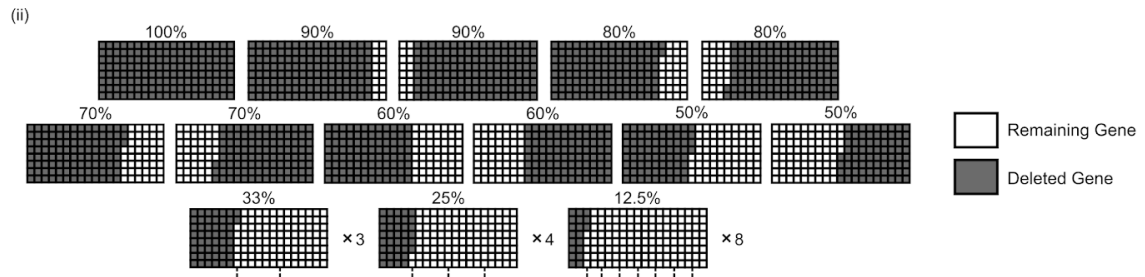 (ii)
100% 90% 90% 80% 80%
70% 70% 60% 60% 50% 50%
Remaining Gene
Deleted Gene
33% 25% 12.5%
×3 ×4 ×8